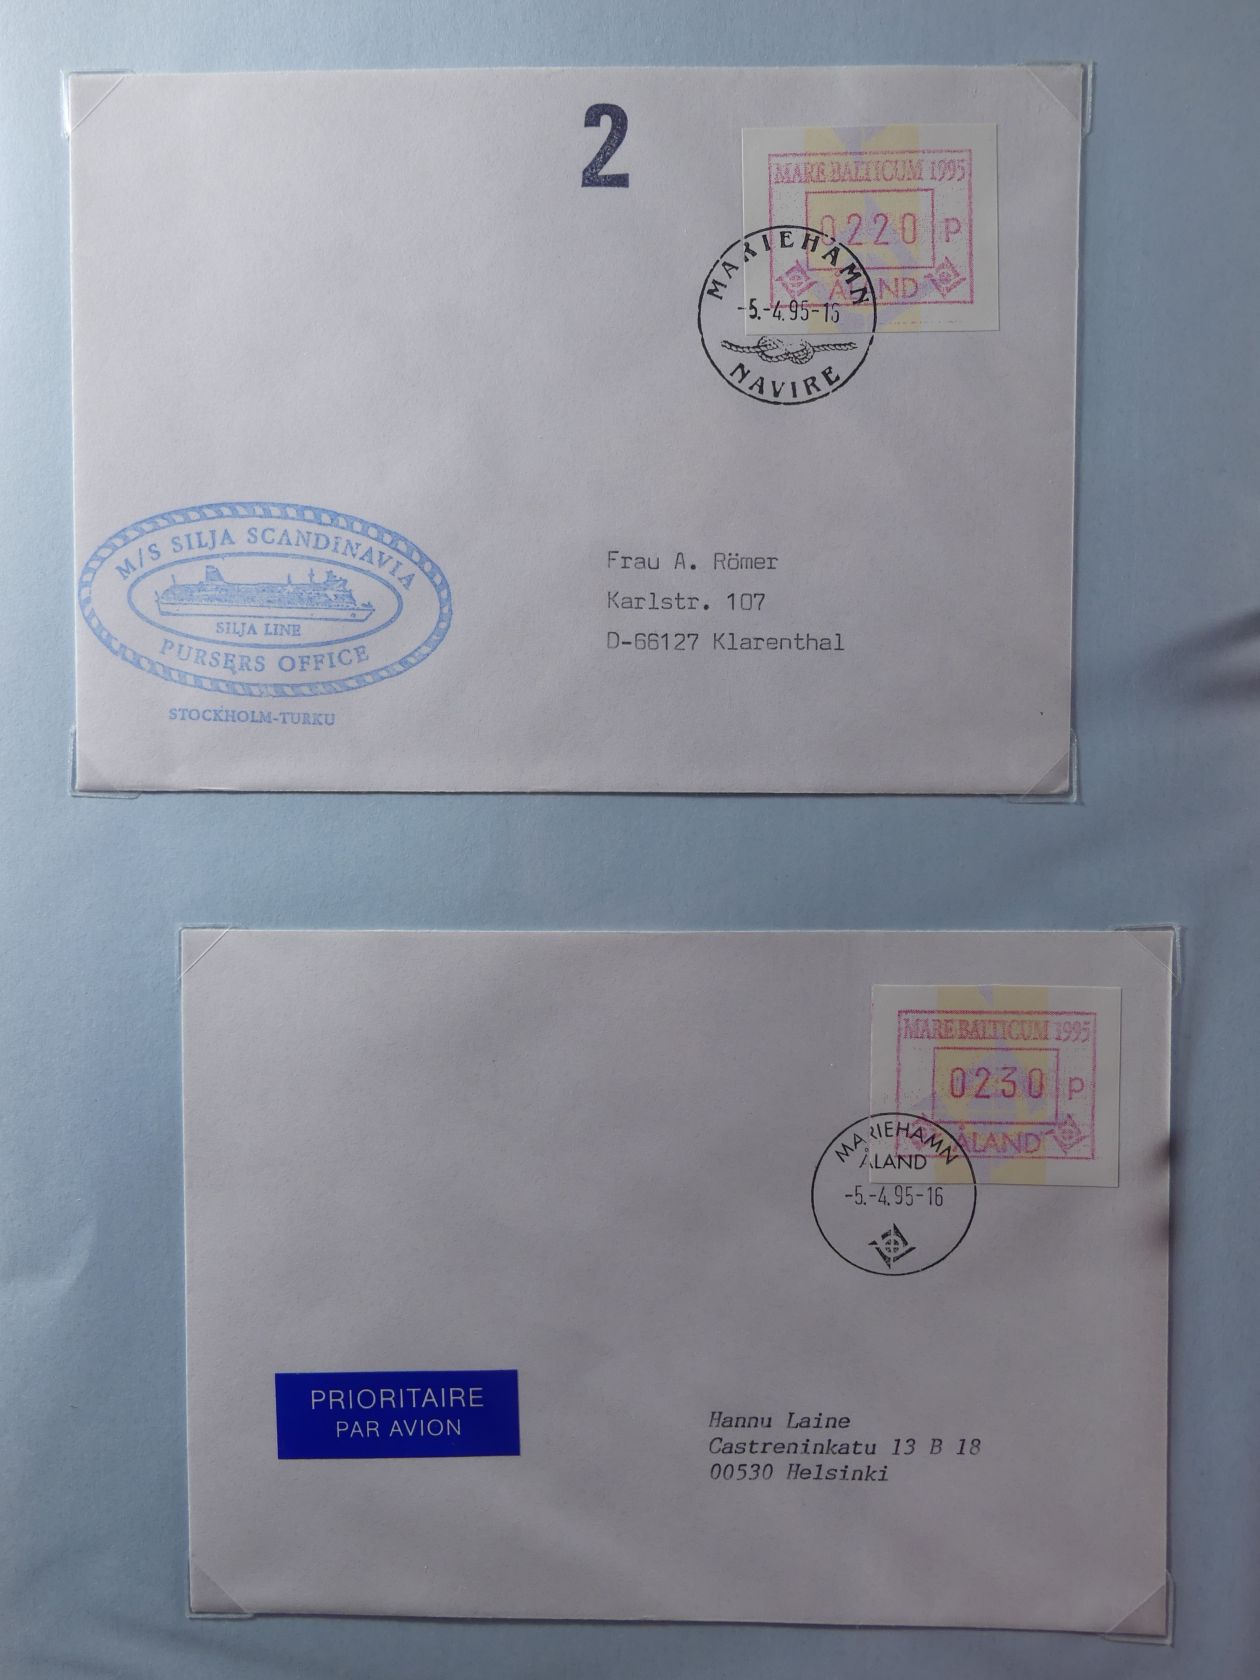 2
MARE BALTICUM 1995
0220 P
ÅLAND
MARIEHAMN
-5.-4.95-16
NAVIRE
M/S SILJA SCANDINAVIA
SILJA LINE
PURSERS OFFICE
STOCKHOLM-TURKU
Frau A. Römer
Karlstr. 107
D-66127 Klarenthal
MARE BALTICUM 1995
0230 P
ÅLAND
MARIEHAMN
ÅLAND
-5.-4.95-16
PRIORITAIRE
PAR AVION
Hannu Laine
Castreninkatu 13 B 18
00530 Helsinki